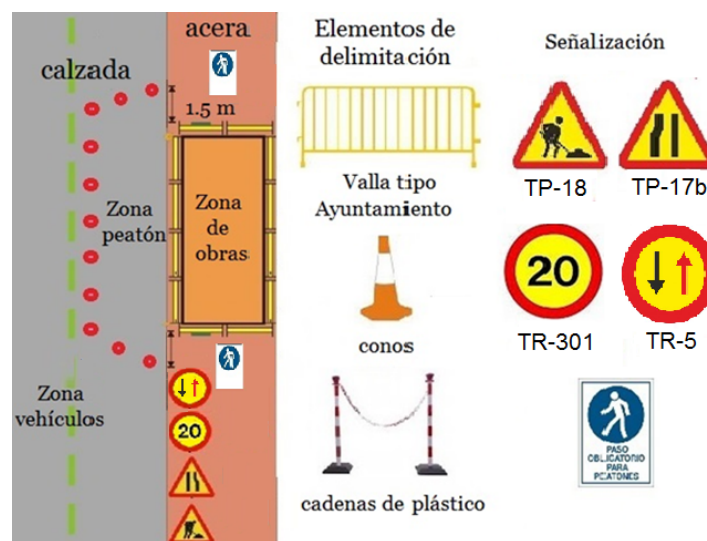 acera
calzada
1.5 m
Zona
peatón
Zona
de
obras
Zona
vehículos
20
Elementos de
delimitación
Valla tipo
Ayuntamiento
conos
cadenas de plástico
Señalización
TP-18
TP-17b
20
TR-301
TR-5
PASO
OBLIGATORIO
PARA
PEATONES